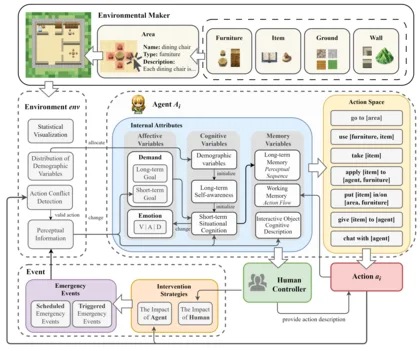 Environmental Maker
Area
Name: dining chair
Type: furniture
Description:
Each dining chair is...
Furniture
Item
Ground
Wall
Environment env
Statistical
Visualization
Distribution of
Demographic
Variables
Action Conflict
Detection
valid action
Perceptual
Information
allocate
change
Agent Ai
Internal Attributes
Affective
Variables
Demand
Long-term
Goal
Short-term
Goal
Emotion
V | A | D
Cognitive
Variables
Demographic
variables
initialize
Long-term
Self-awareness
initialize
Short-term
Situational
Cognition
change
Memory
Variables
Long-term
Memory
Perceptual
Sequence
Working
Memory
Action Flow
Interactive Object
Cognitive
Description
Action Space
go to [area]
use [furniture, item]
take [item]
apply [item] to
[agent, furniture]
put [item] in/on
[area, furniture]
give [item] to [agent]
chat with [agent]
Event
Emergency
Events
Scheduled
Emergency
Events
Triggered
Emergency
Events
Intervention
Strategies
The Impact
of Agent
The Impact
of Human
Human
Controller
Action ai
provide action description